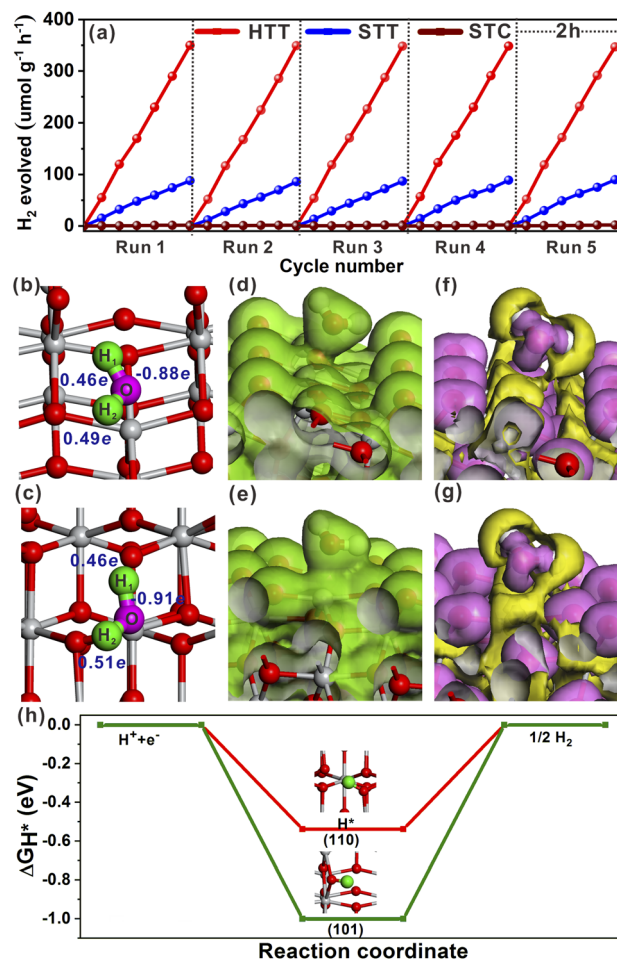 (a)
HTT STT STC 2h
H₂ evolved (umol g⁻¹ h⁻¹)
400
350
300
200
100
0
Run 1 Run 2 Run 3 Run 4 Run 5
Cycle number
(b)
H₁
0.46e
-0.88e
O
H₂
0.49e
(d)
(f)
(c)
0.46e
H₁
0.91e
O
H₂
0.51e
(e)
(g)
(h)
ΔG_H* (eV)
0.0
-0.2
-0.4
-0.6
-0.8
-1.0
H⁺+e⁻
1/2 H₂
H*
(110)
(101)
Reaction coordinate